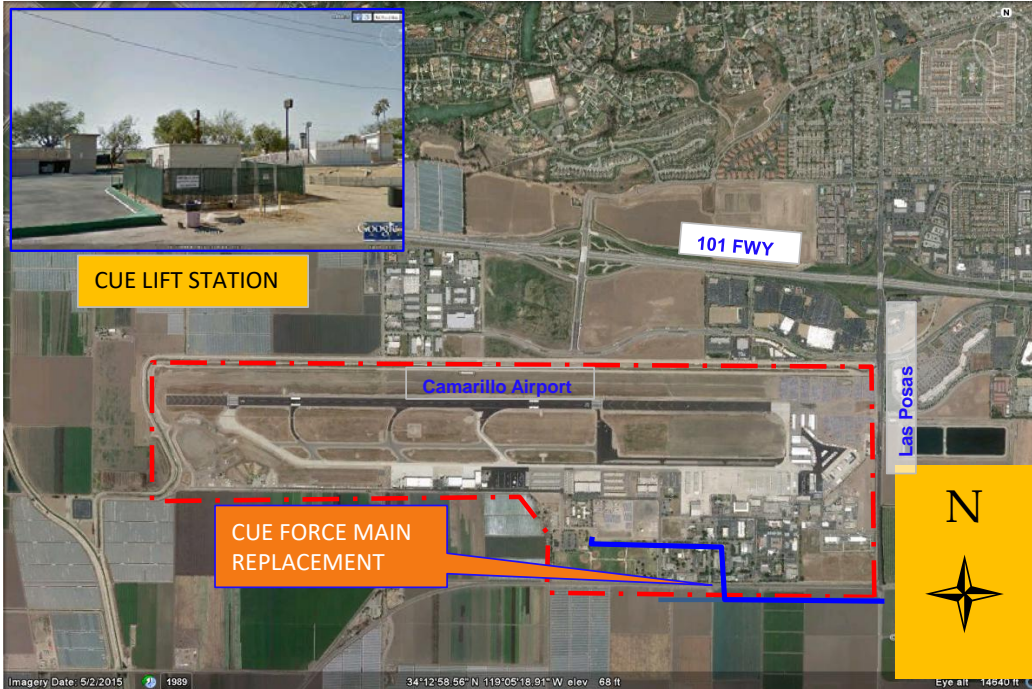 N
Google
CUE LIFT STATION
101 FWY
Camarillo Airport
Las Posas
CUE FORCE MAIN
REPLACEMENT
N
Imagery Date: 5/2/2015
1989
34°12'58.56" N 119°05'18.91" W elev 68 ft
Eye alt 14640 ft